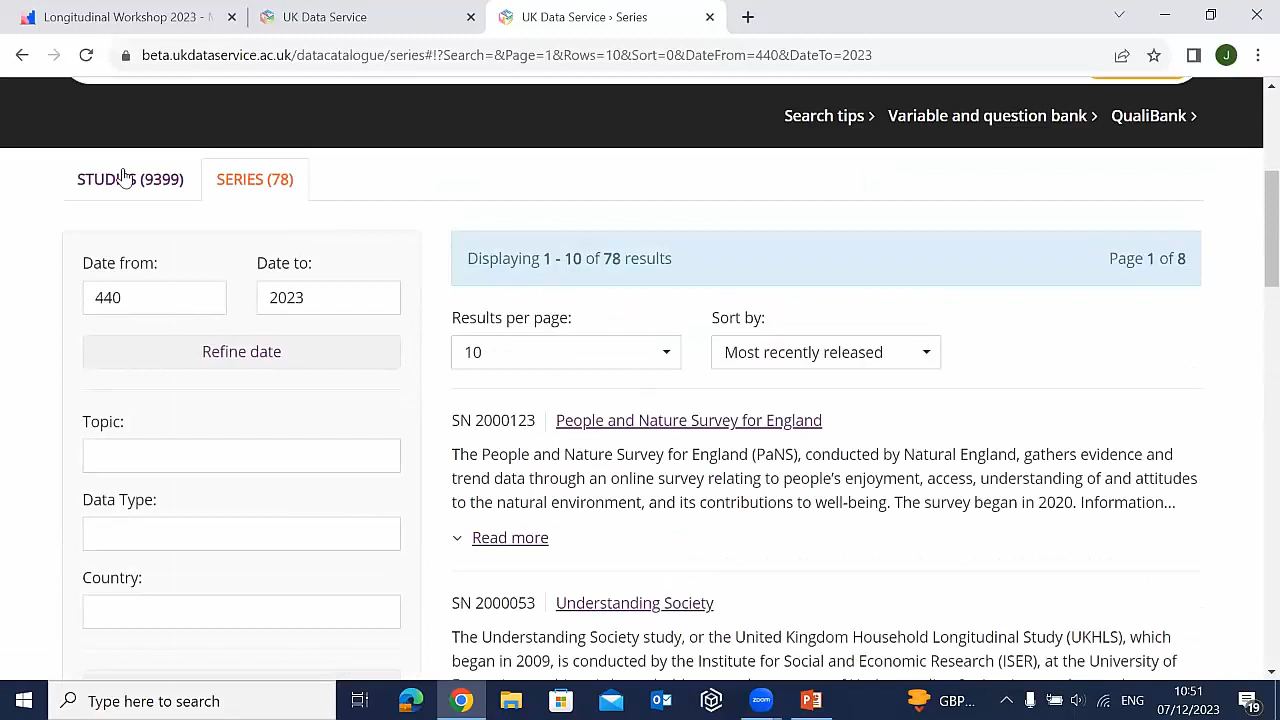 Longitudinal Workshop 2023 -
UK Data Service
UK Data Service › Series
beta.ukdataservice.ac.uk/datacatalogue/series#!?Search=&Page=1&Rows=10&Sort=0&DateFrom=440&DateTo=2023
J
Search tips ›
Variable and question bank ›
QualiBank ›
(9399)
SERIES (78)
Date from:
Date to:
440
2023
Refine date
Topic:
Data Type:
Country:
Displaying 1 - 10 of 78 results
Page 1 of 8
Results per page:
Sort by:
10
Most recently released
SN 2000123
People and Nature Survey for England
The People and Nature Survey for England (PaNS), conducted by Natural England, gathers evidence and
trend data through an online survey relating to people's enjoyment, access, understanding of and attitudes
to the natural environment, and its contributions to well-being. The survey began in 2020. Information...
Read more
SN 2000053
Understanding Society
The Understanding Society study, or the United Kingdom Household Longitudinal Study (UKHLS), which
began in 2009, is conducted by the Institute for Social and Economic Research (ISER), at the University of
Type here to search
zoom
GBP...
ENG
10:51
07/12/2023
19